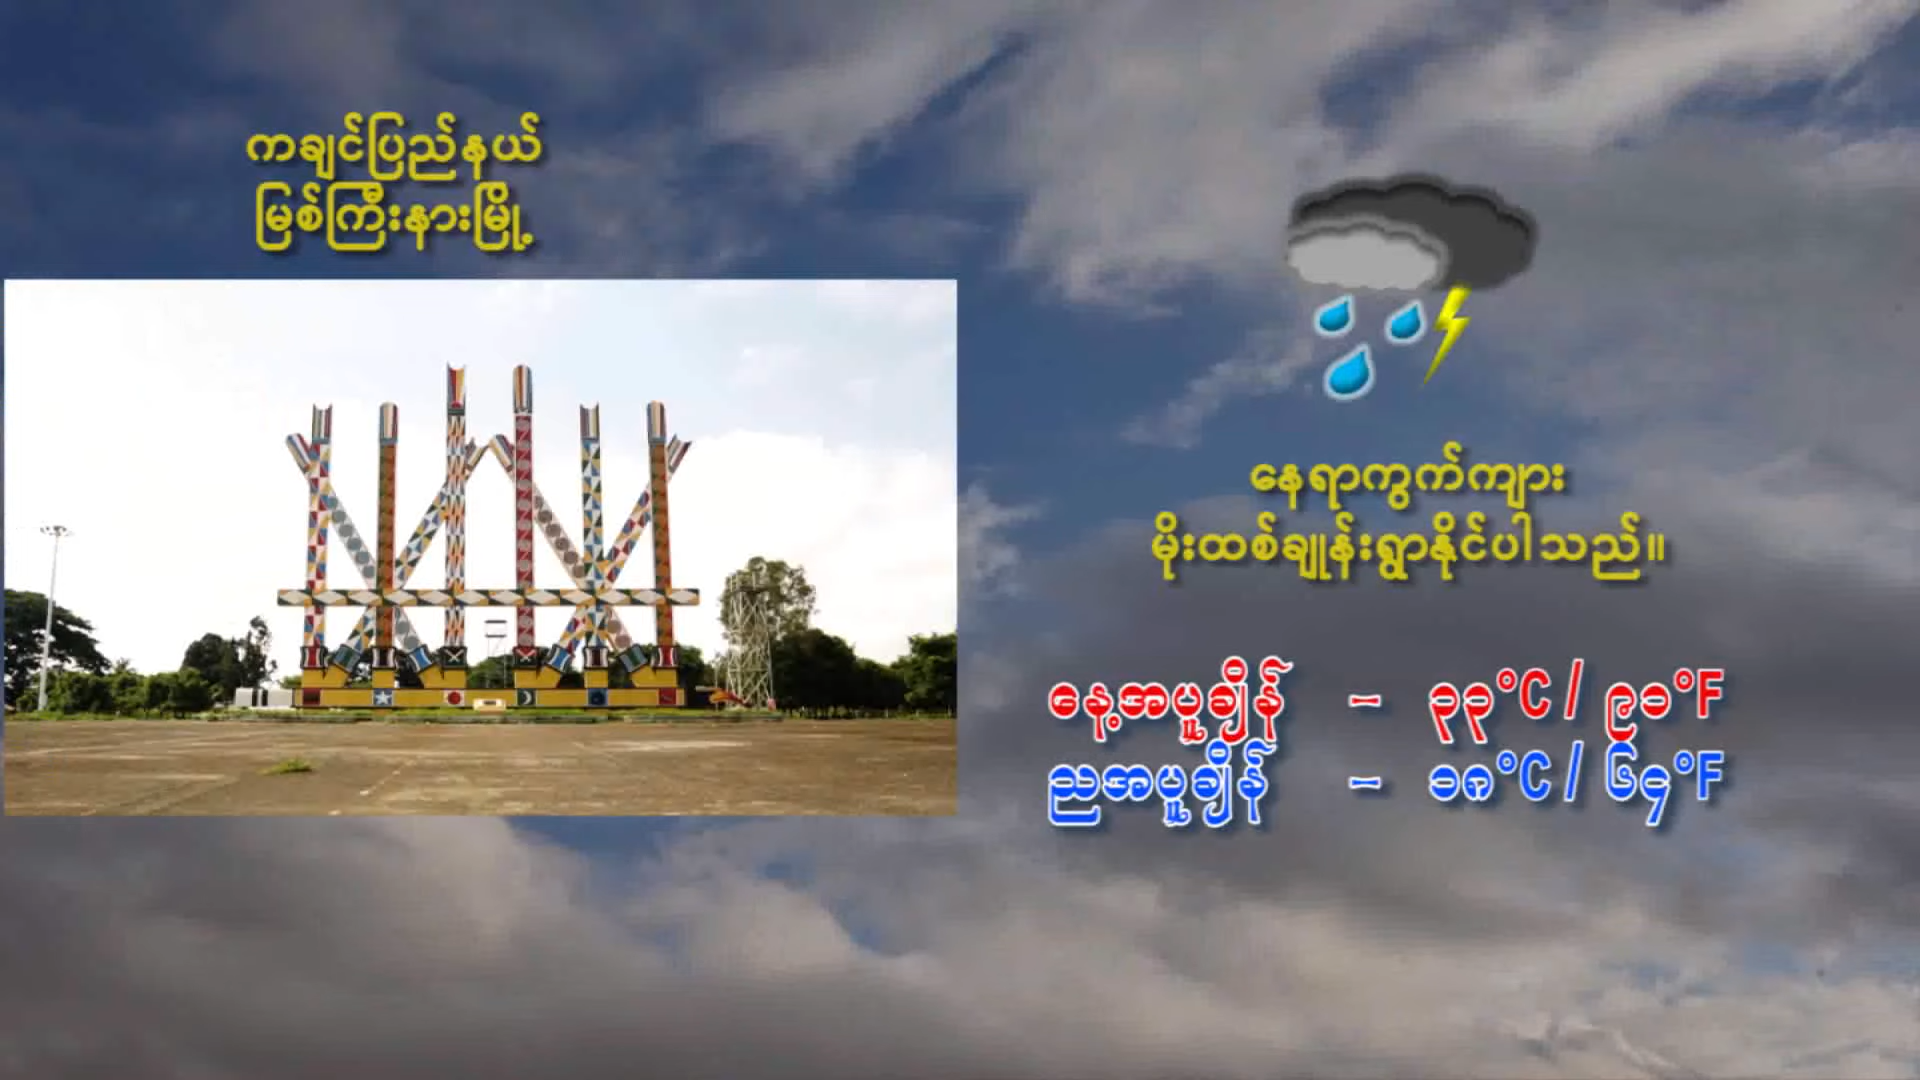 ကချင်ပြည်နယ်
မြစ်ကြီးနားမြို့
နေရာကွက်ကျား
မိုးထစ်ချုန်းရွာနိုင်ပါသည်။
နေ့အပူချိန် - ၃၃°C / ၉၁°F
ညအပူချိန် - ၁၈°C / ၆၄°F